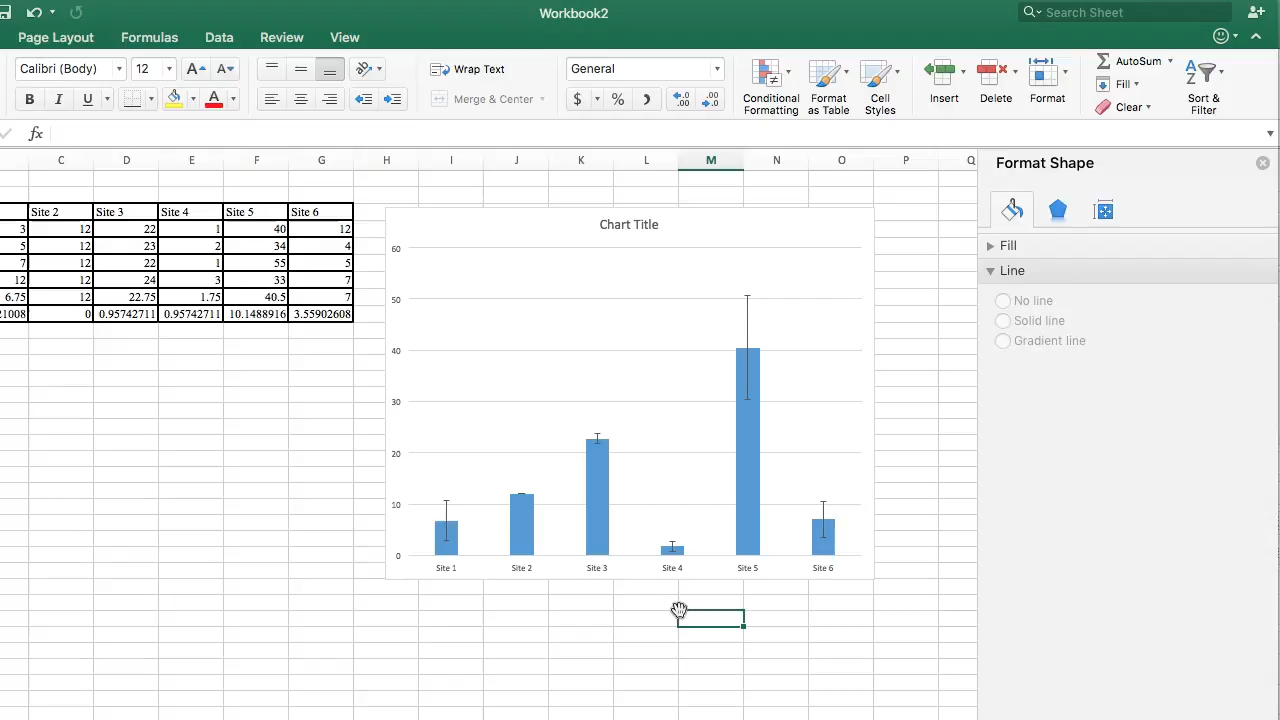 Workbook2
Search Sheet
Page Layout Formulas Data Review View
Calibri (Body) 12 A A Wrap Text General AutoSum
Fill
B I U A Merge & Center $ % Conditional Formatting Format as Table Cell Styles Insert Delete Format Clear Sort & Filter
fx
C D E F G H I J K L M N O P Q
Format Shape
Site 2 Site 3 Site 4 Site 5 Site 6
3 12 22 1 40 12
5 12 23 2 34 4
7 12 22 1 55 5
12 12 24 3 33 7
6.75 12 22.75 1.75 40.5 7
21008 0 0.95742711 0.95742711 10.1488916 3.55902608
Chart Title
60
50
40
30
20
10
0
Site 1 Site 2 Site 3 Site 4 Site 5 Site 6
Fill
Line
No line
Solid line
Gradient line